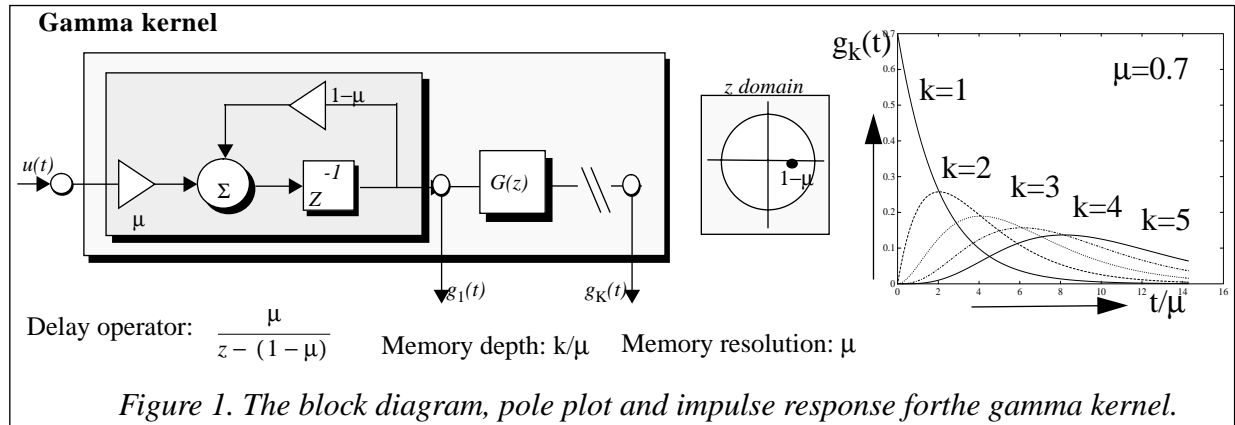 Gamma kernel
u(t)
μ
Σ
1−μ
Z -1
G(z)
g1(t)
gK(t)
z domain
1−μ
gk(t)
μ=0.7
k=1
k=2
k=3
k=4
k=5
0.7
0.6
0.5
0.4
0.3
0.2
0.1
0
0 2 4 6 8 10 12 14 16
t/μ
Delay operator: μ / z − (1 − μ) Memory depth: k/μ Memory resolution: μ
Figure 1. The block diagram, pole plot and impulse response forthe gamma kernel.